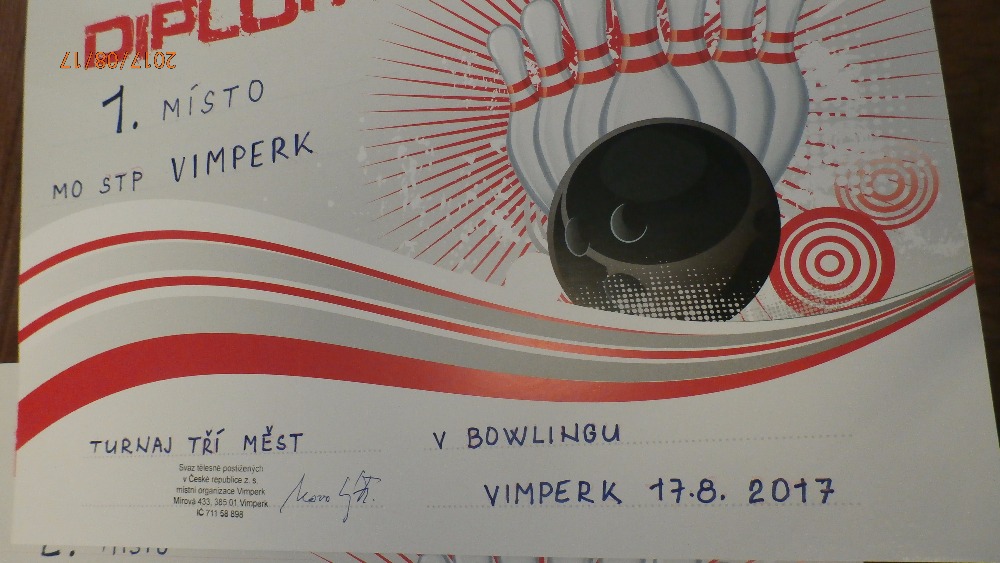 DIPLOM
2017/08/17
1. MÍSTO
MO STP VIMPERK
TURNAJ TŘÍ MĚST V BOWLINGU
Svaz tělesně postižených
v České republice z. s.
místní organizace Vimperk
Mírová 433, 385 01 Vimperk
IČ 711 58 898
VIMPERK 17.8. 2017
2. MÍSTO